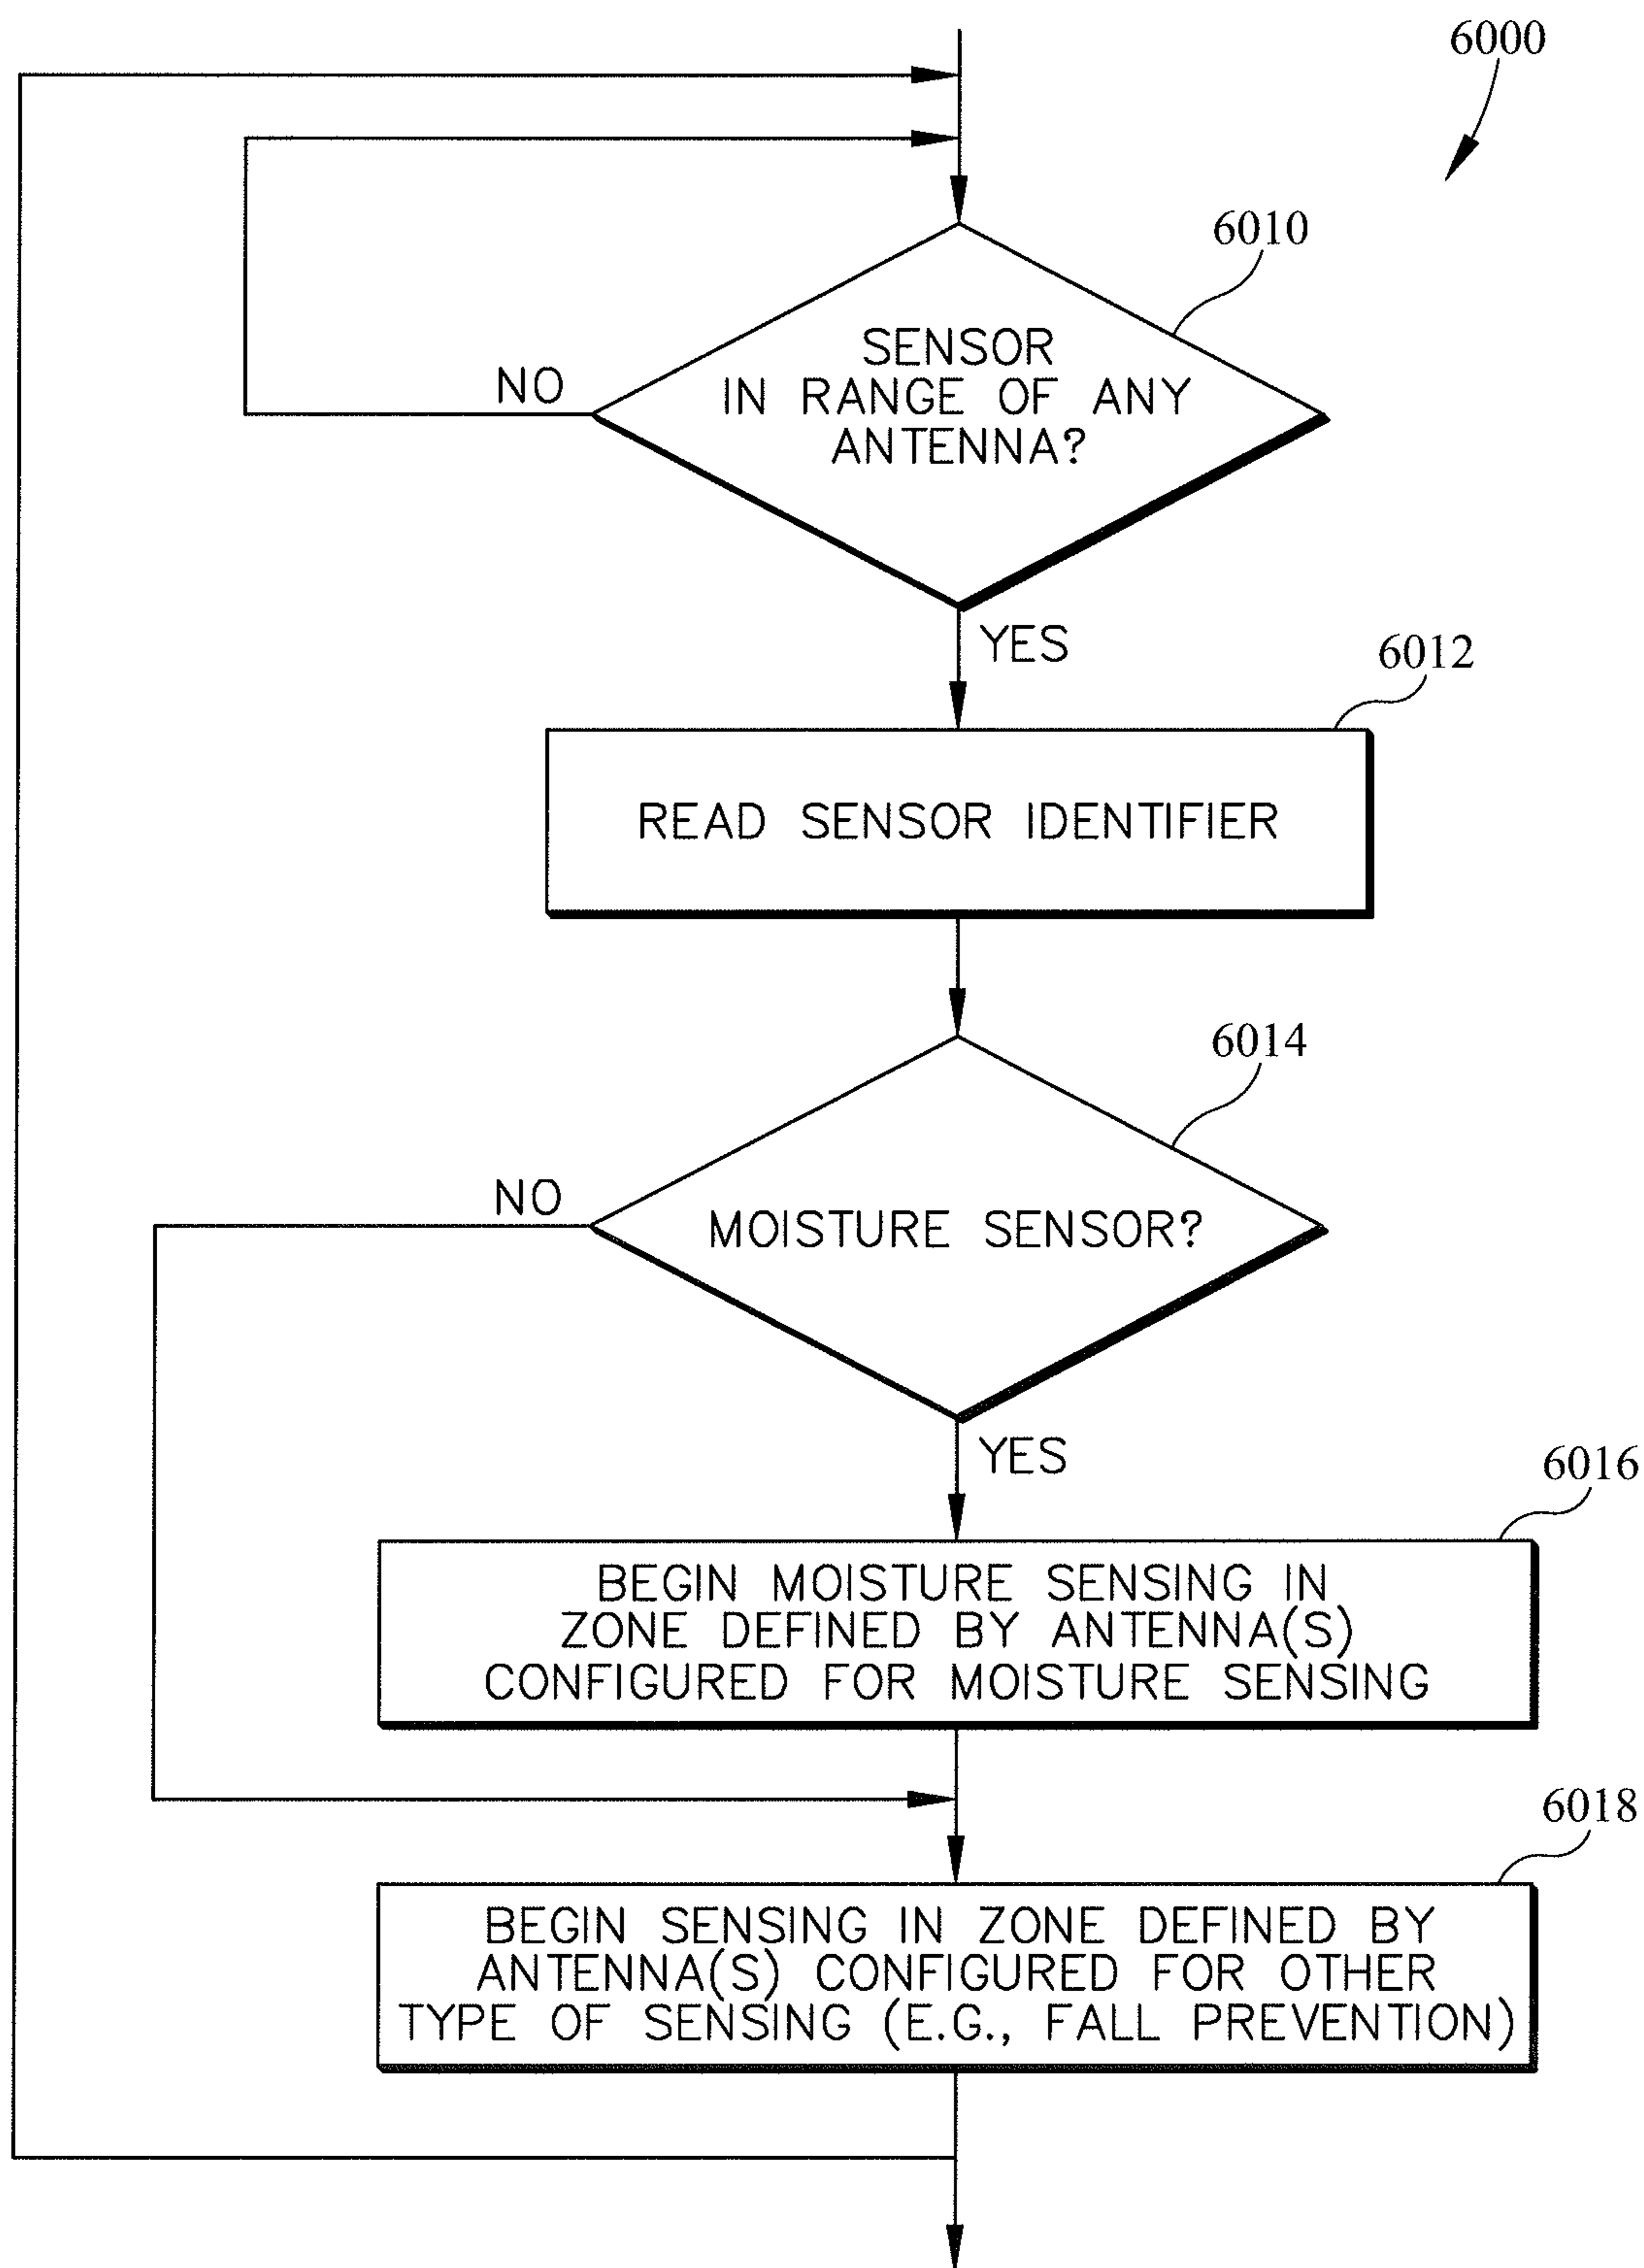 6000
6010
SENSOR
IN RANGE OF ANY
ANTENNA?
NO
YES
6012
READ SENSOR IDENTIFIER
6014
NO
MOISTURE SENSOR?
YES
6016
BEGIN MOISTURE SENSING IN
ZONE DEFINED BY ANTENNA(S)
CONFIGURED FOR MOISTURE SENSING
6018
BEGIN SENSING IN ZONE DEFINED BY
ANTENNA(S) CONFIGURED FOR OTHER
TYPE OF SENSING (E.G., FALL PREVENTION)